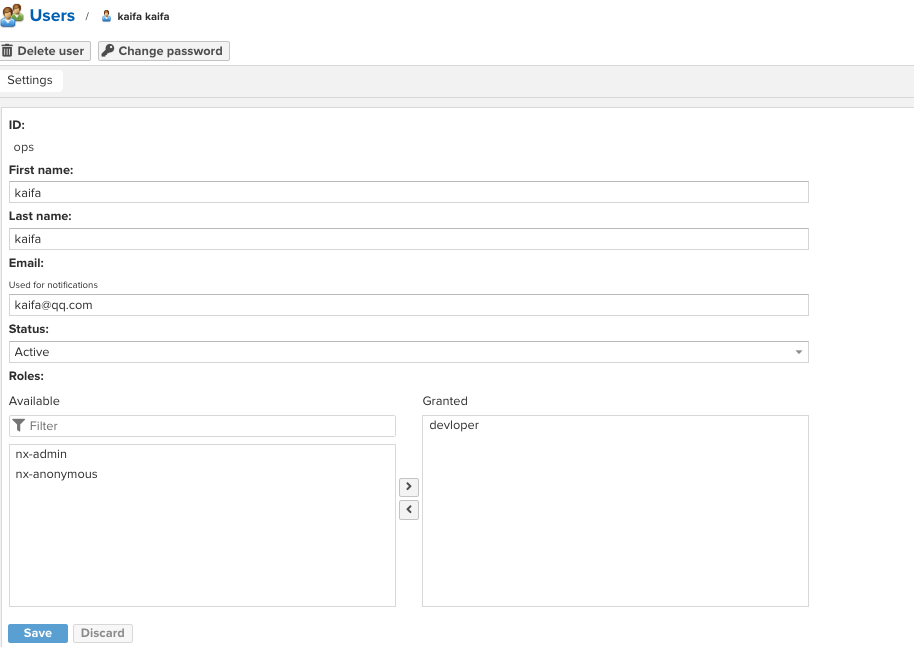 Users / kaifa kaifa
Delete user Change password
Settings
ID:
ops
First name:
kaifa
Last name:
kaifa
Email:
Used for notifications
kaifa@qq.com
Status:
Active
Roles:
Available Granted
Filter devloper
nx-admin
nx-anonymous
Save Discard